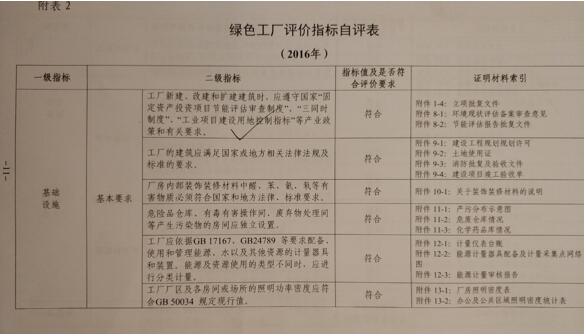 附表 2
绿色工厂评价指标自评表
（2016年）
一级指标
二级指标
指标值及是否符
合评价要求
证明材料索引
基础
设施
基本要求
工厂新建、改建和扩建建筑时，应遵守国家“固
定资产投资项目节能评估审查制度”、“三同时
制度”、“工业项目建设用地控制指标”等产业政
策和有关要求。
符合
附件 1-4：立项批复文件
附件 8-1：环境现状评估备案审查意见
附件 8-2：节能评估报告批复文件
工厂的建筑应满足国家或地方相关法律法规及
标准的要求。
符合
附件 9-1：建设工程规划规划许可
附件 9-2：土地使用证
附件 9-3：消防批复及验收文件
附件 9-4：建设项目竣工验收单
厂房内部装饰装修材料中醛、苯、氨、氡等有
害物质必须符合国家和地方法律、标准要求。
符合
附件 10-1：关于装饰装修材料的说明
危险品仓库、有毒有害操作间、废弃物处理间
等产生污染物的房间应独立设置。
符合
附件 11-1：产污分布示意图
附件 11-2：危废仓库情况
附件 11-3：化学药品库情况
工厂应依据GB 17167、GB24789 等要求配备、
使用和管理能源、水以及其他资源的计量器具
和装置。能源及资源使用的类型不同时，应进
行分类计量。
符合
附件 12-1：计量仪表台账
附件 12-2：能源计量器具配备及计量采集点网络
图
附件 12-3：能源计量审核报告
工厂厂区及各房间或场所的照明功率密度应符
合GB 50034 规定现行值。
符合
附件 13-1：厂房照明密度表
附件 13-2：办公及公共区域照明密度统计表